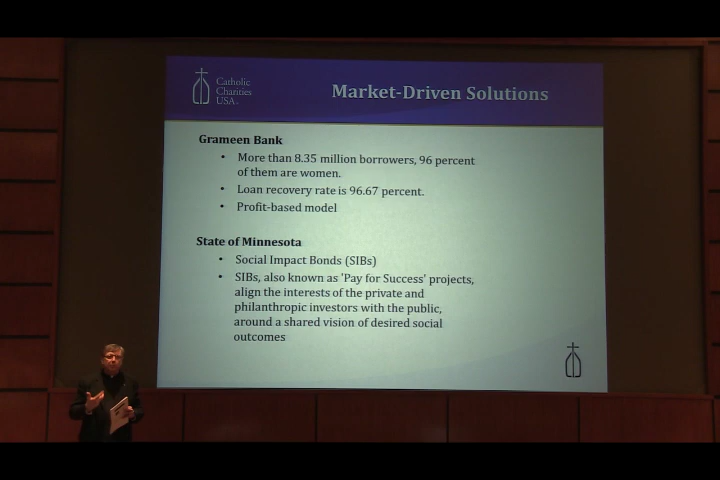 Catholic
Charities
USA.
Market-Driven Solutions
Grameen Bank
• More than 8.35 million borrowers, 96 percent
of them are women.
• Loan recovery rate is 96.67 percent.
• Profit-based model
State of Minnesota
• Social Impact Bonds (SIBs)
• SIBs, also known as 'Pay for Success' projects,
align the interests of the private and
philanthropic investors with the public,
around a shared vision of desired social
outcomes